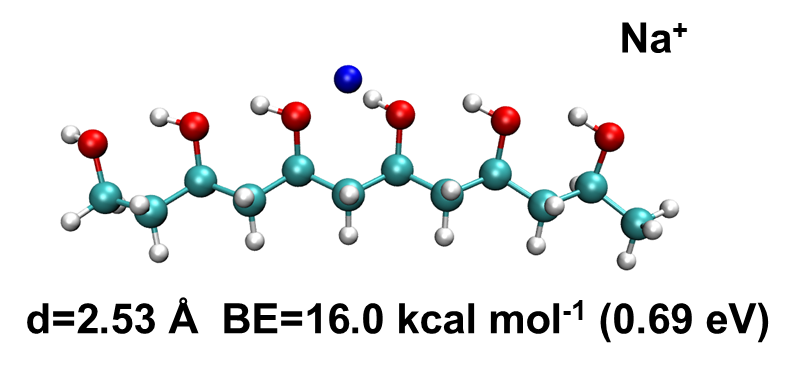 Na⁺
d=2.53 Å BE=16.0 kcal mol⁻¹ (0.69 eV)